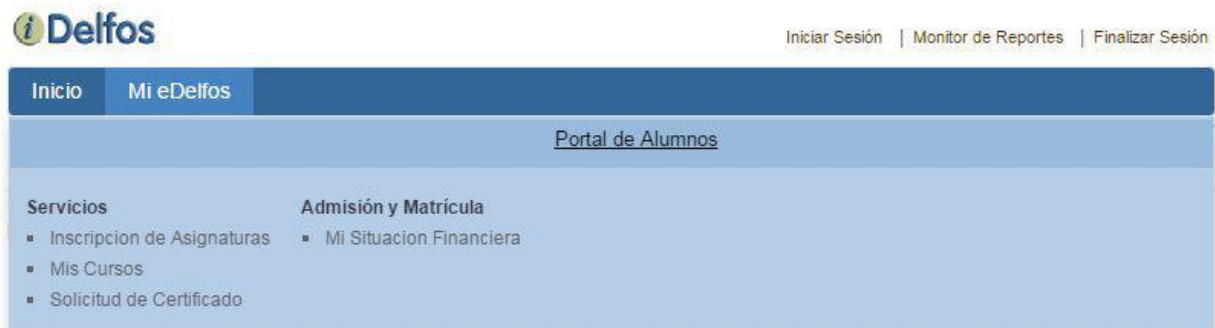 i Delfos
Iniciar Sesión | Monitor de Reportes | Finalizar Sesión
Inicio Mi eDelfos
Portal de Alumnos
Servicios
Inscripcion de Asignaturas
Mis Cursos
Solicitud de Certificado
Admisión y Matrícula
Mi Situacion Financiera